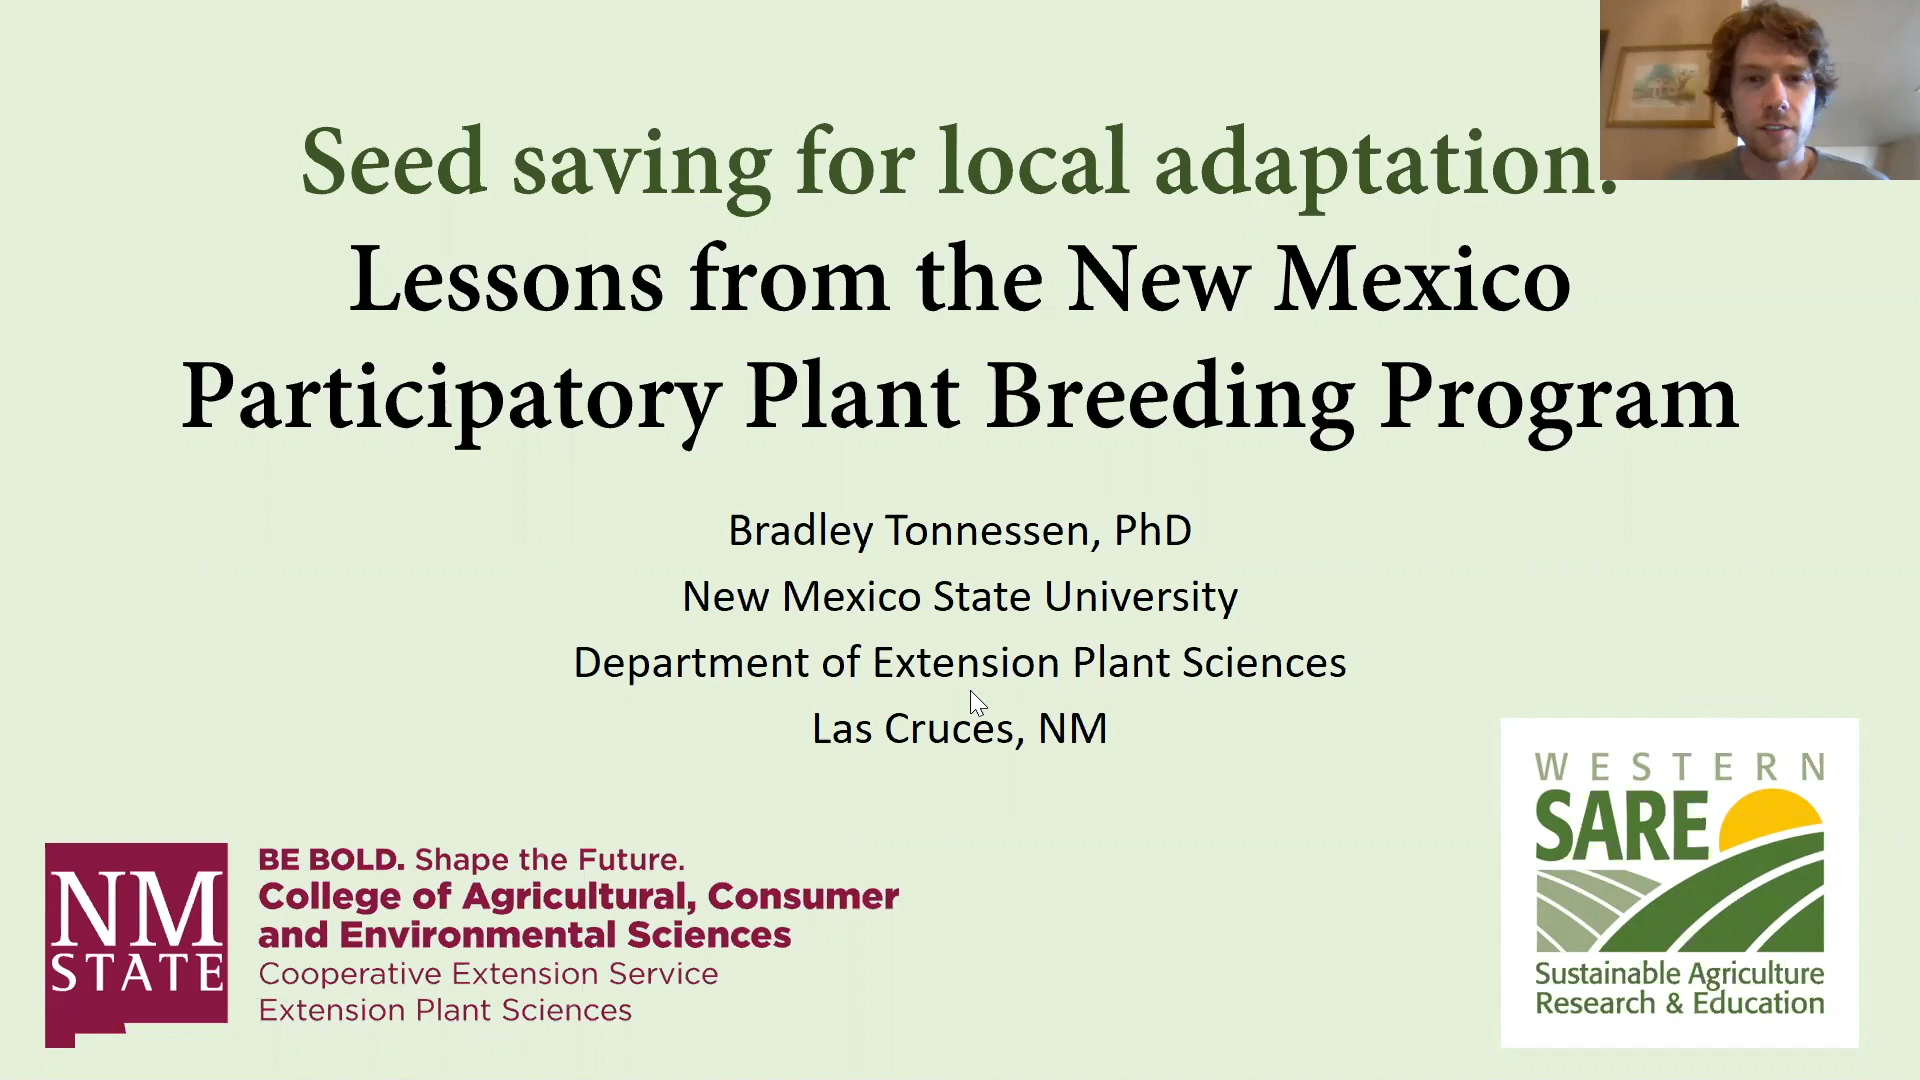 Seed saving for local adaptation:
Lessons from the New Mexico
Participatory Plant Breeding Program
Bradley Tonnessen, PhD
New Mexico State University
Department of Extension Plant Sciences
Las Cruces, NM
NM
STATE
BE BOLD. Shape the Future.
College of Agricultural, Consumer
and Environmental Sciences
Cooperative Extension Service
Extension Plant Sciences
WESTERN
SARE
Sustainable Agriculture
Research & Education